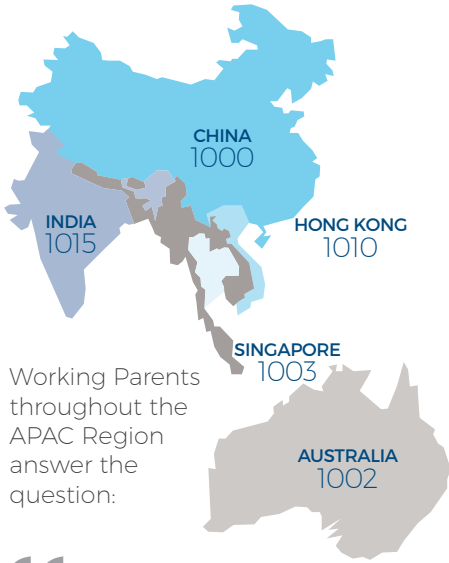 CHINA
1000
INDIA
1015
HONG KONG
1010
SINGAPORE
1003
Working Parents
throughout the
APAC Region
answer the
question:
AUSTRALIA
1002